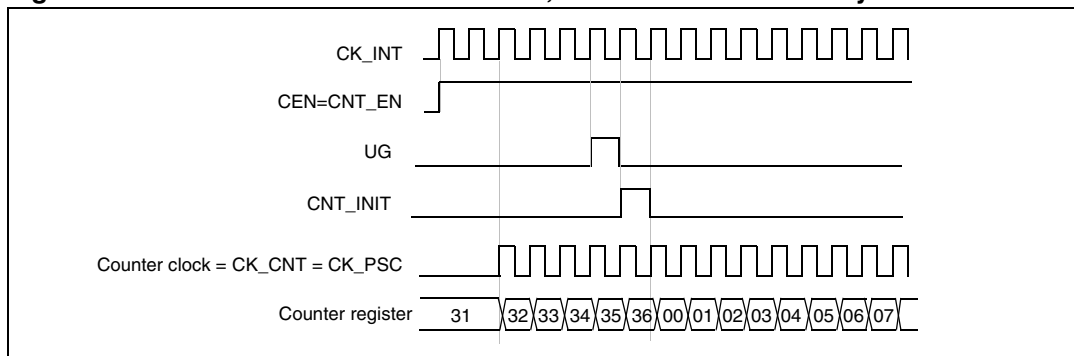 CK_INT
CEN=CNT_EN
UG
CNT_INIT
Counter clock = CK_CNT = CK_PSC
Counter register 31 32 33 34 35 36 00 01 02 03 04 05 06 07